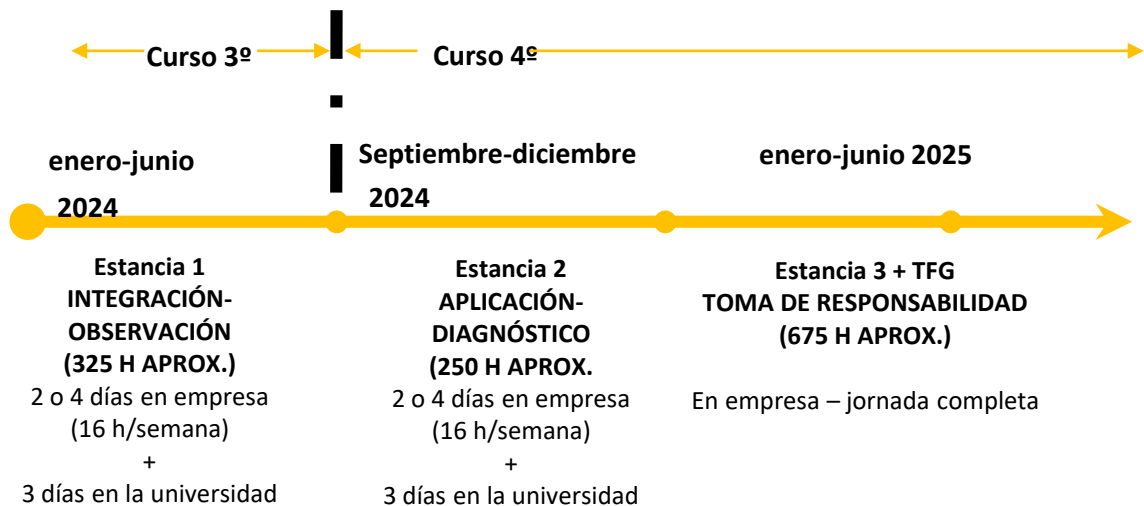 Curso 3º
Curso 4º
enero-junio
2024
Septiembre-diciembre
2024
enero-junio 2025
Estancia 1
INTEGRACIÓN-
OBSERVACIÓN
(325 H APROX.)
2 o 4 días en empresa
(16 h/semana)
+
3 días en la universidad
Estancia 2
APLICACIÓN-
DIAGNÓSTICO
(250 H APROX.
2 o 4 días en empresa
(16 h/semana)
+
3 días en la universidad
Estancia 3 + TFG
TOMA DE RESPONSABILIDAD
(675 H APROX.)
En empresa – jornada completa